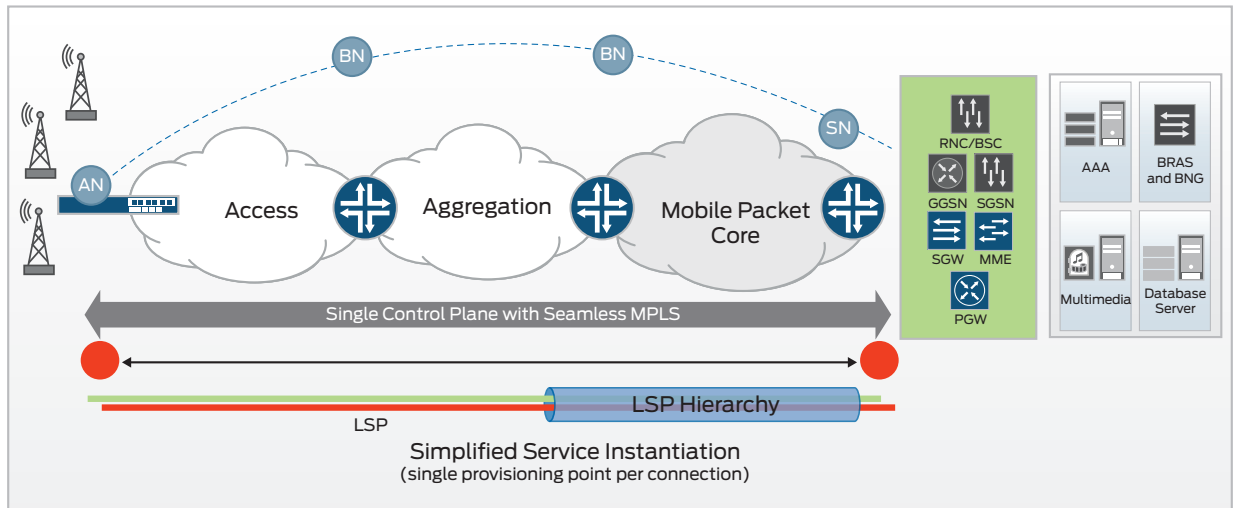 BN
BN
SN
AN
Access
Aggregation
Mobile Packet
Core
RNC/BSC
GGSN
SGSN
SGW
MME
PGW
AAA
BRAS
and BNG
Multimedia
Database
Server
Single Control Plane with Seamless MPLS
LSP Hierarchy
LSP
Simplified Service Instantiation
(single provisioning point per connection)